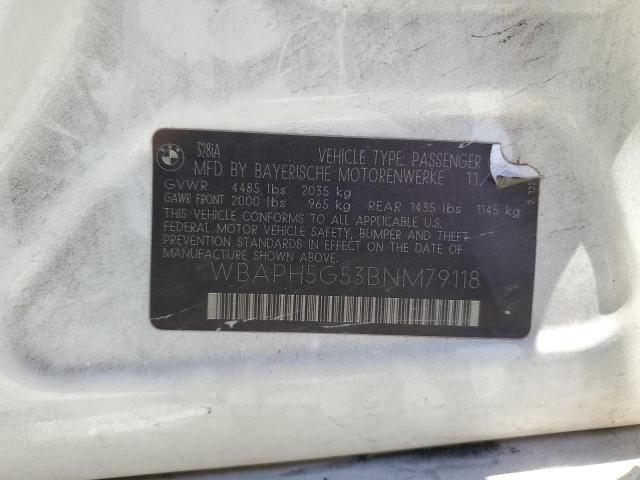 BMW
328iA
VEHICLE TYPE: PASSENGER
MFD BY BAYERISCHE MOTORENWERKE 11
GVWR 4485 lbs 2035 kg
GAWR FRONT 2000 lbs 965 kg REAR 1435 lbs 1145 kg
THIS VEHICLE CONFORMS TO ALL APPLICABLE U.S.
FEDERAL MOTOR VEHICLE SAFETY, BUMPER AND THEFT
PREVENTION STANDARDS IN EFFECT ON THE DATE OF
MANUFACTURE SHOWN ABOVE.
WBAPH5G53BNM79118